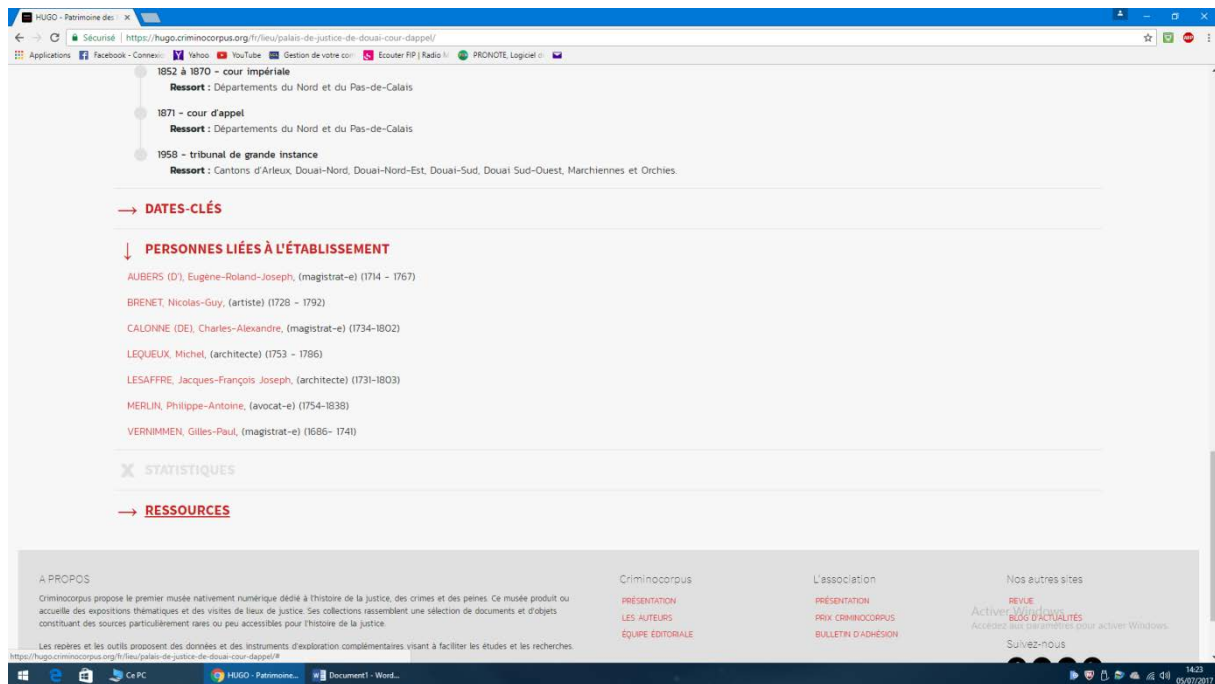 HUGO - Patrimoine des
Sécurisé | https://hugo.criminocorpus.org/fr/lieu/palais-de-justice-de-douai-cour-dappel/
Applications Facebook - Connexi Yahoo YouTube Gestion de votre con Ecouter FIP | Radio PRONOTE, Logiciel d
1852 à 1870 - cour impériale
Ressort : Départements du Nord et du Pas-de-Calais
1871 - cour d'appel
Ressort : Départements du Nord et du Pas-de-Calais
1958 - tribunal de grande instance
Ressort : Cantons d'Arleux, Douai-Nord, Douai-Nord-Est, Douai-Sud, Douai Sud-Ouest, Marchiennes et Orchies.
→ DATES-CLÉS
↓ PERSONNES LIÉES À L'ÉTABLISSEMENT
AUBERS (D'), Eugène-Roland-Joseph, (magistrat-e) (1714 - 1767)
BRENET, Nicolas-Guy, (artiste) (1728 - 1792)
CALONNE (DE), Charles-Alexandre, (magistrat-e) (1734-1802)
LEQUEUX, Michel, (architecte) (1753 - 1786)
LESAFFRE, Jacques-François Joseph, (architecte) (1731-1803)
MERLIN, Philippe-Antoine, (avocat-e) (1754-1838)
VERNIMMEN, Gilles-Paul, (magistrat-e) (1686- 1741)
X STATISTIQUES
→ RESSOURCES
A PROPOS
Criminocorpus propose le premier musée nativement numérique dédié à l'histoire de la justice, des crimes et des peines. Ce musée produit ou
accueille des expositions thématiques et des visites de lieux de justice. Ses collections rassemblent une sélection de documents et d'objets
constituant des sources particulièrement rares ou peu accessibles pour l'histoire de la justice.
Les repères et les outils proposent des données et des instruments d'exploration complémentaires visant à faciliter les études et les recherches.
Criminocorpus
PRÉSENTATION
LES AUTEURS
ÉQUIPE ÉDITORIALE
L'association
PRÉSENTATION
PRIX CRIMINOCORPUS
BULLETIN D'ADHÉSION
Nos autres sites
REVUE
BLOG D'ACTUALITÉS
Suivez-nous
Activer Windows
Accédez aux paramètres pour activer Windows.
https://hugo.criminocorpus.org/fr/lieu/palais-de-justice-de-douai-cour-dappel/#
Ce PC HUGO - Patrimoine... Document1 - Word...
14:23
05/07/2017